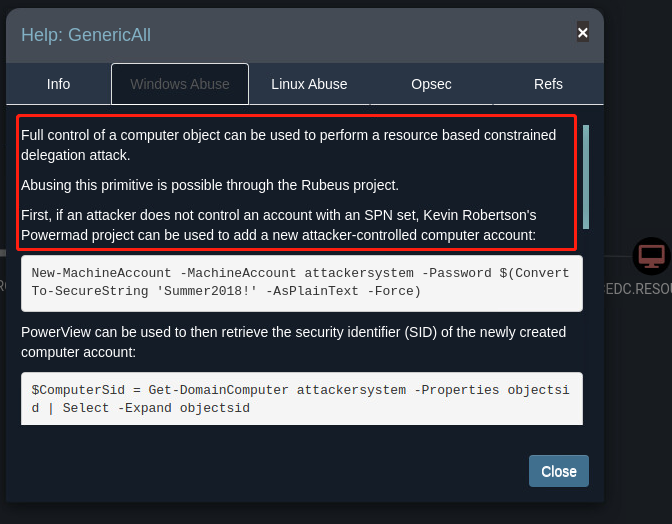 Help: GenericAll
×
Info
Windows Abuse
Linux Abuse
Opsec
Refs
Full control of a computer object can be used to perform a resource based constrained
delegation attack.
Abusing this primitive is possible through the Rubeus project.
First, if an attacker does not control an account with an SPN set, Kevin Robertson's
Powermad project can be used to add a new attacker-controlled computer account:
New-MachineAccount -MachineAccount attackersystem -Password $(Convert
To-SecureString 'Summer2018!' -AsPlainText -Force)
PowerView can be used to then retrieve the security identifier (SID) of the newly created
computer account:
$ComputerSid = Get-DomainComputer attackersystem -Properties objectsi
d | Select -Expand objectsid
Close
EDC.RESOU